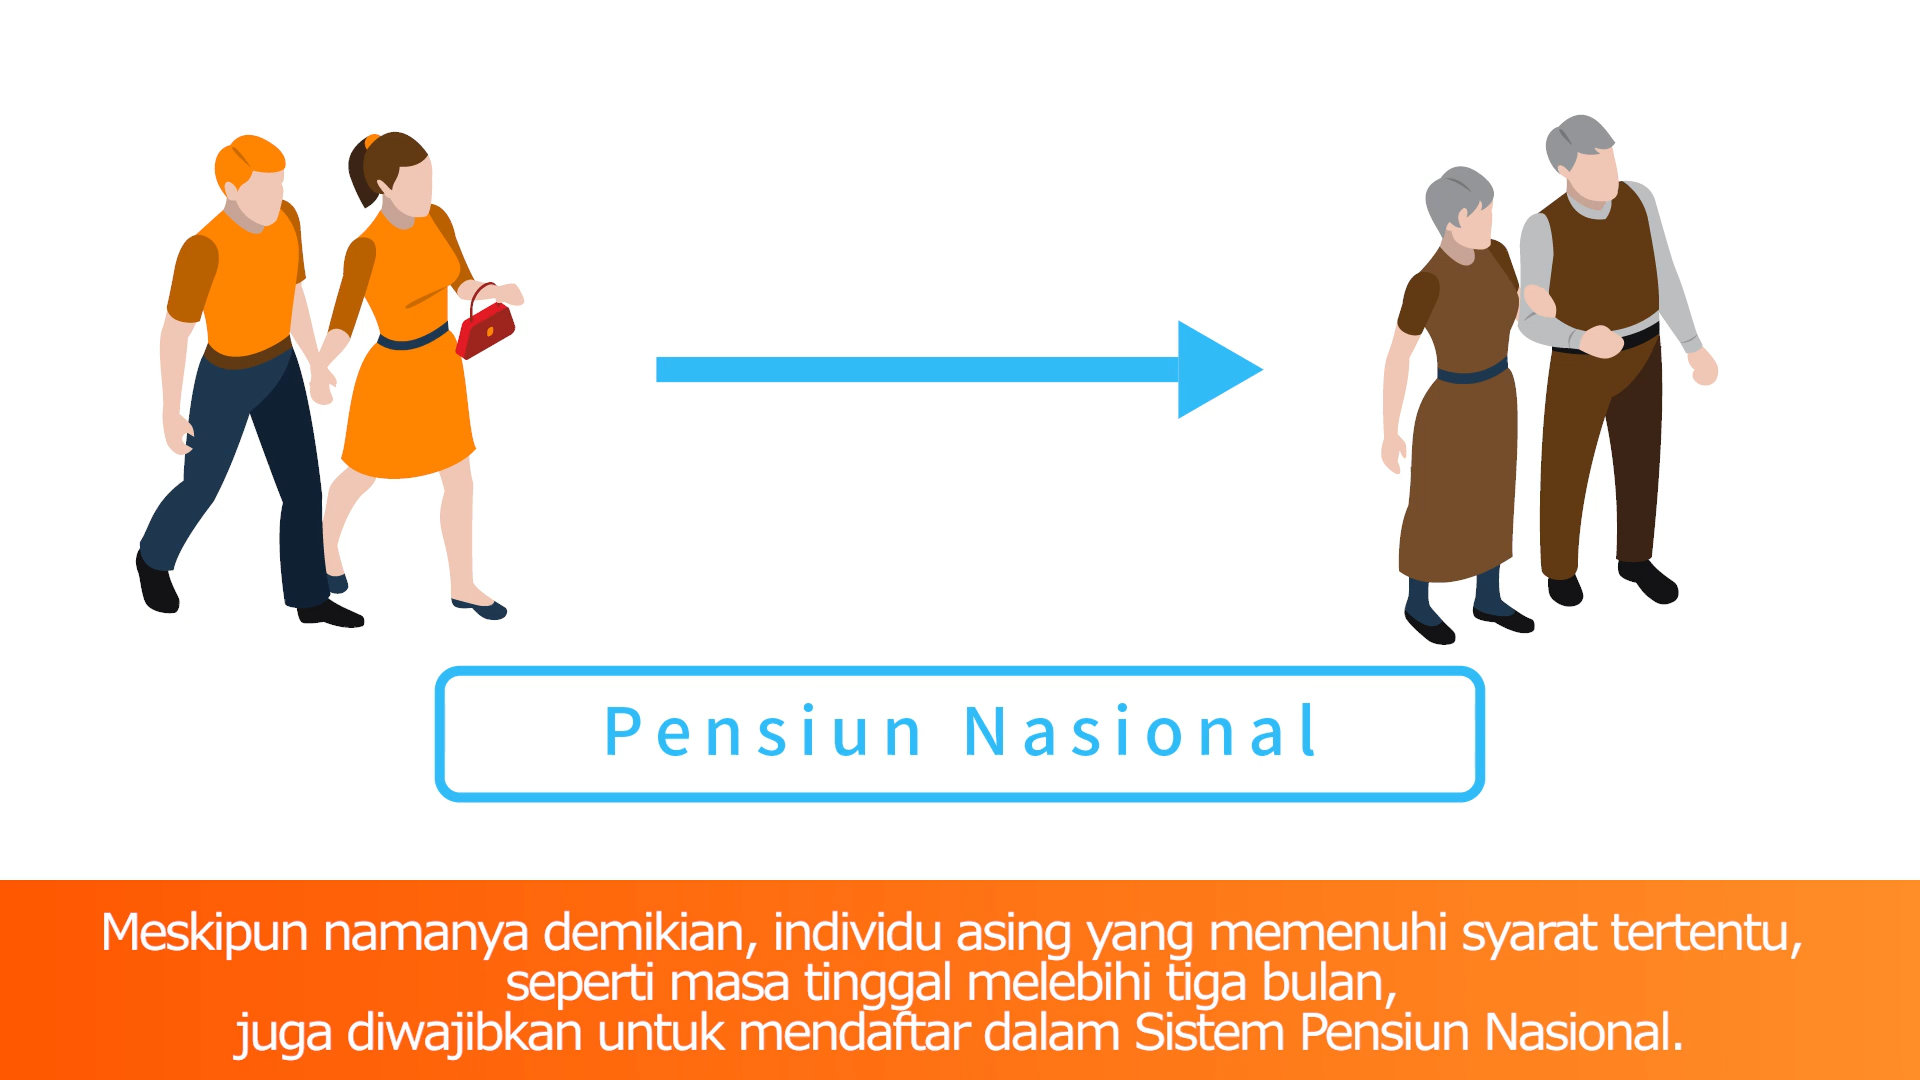 Pensiun Nasional
Meskipun namanya demikian, individu asing yang memenuhi syarat tertentu,
seperti masa tinggal melebihi tiga bulan,
juga diwajibkan untuk mendaftar dalam Sistem Pensiun Nasional.